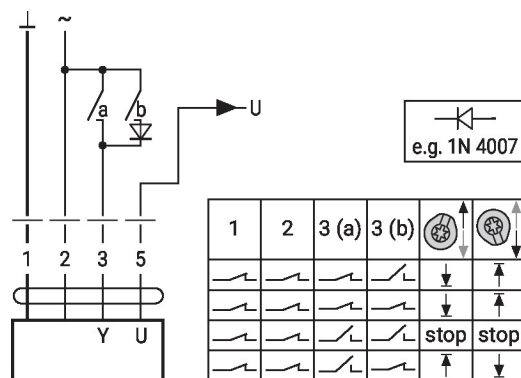 ⊥ ~
a b
U
e.g. 1N 4007
1 2 3 5
Y U
1 2 3 (a) 3 (b)
stop stop